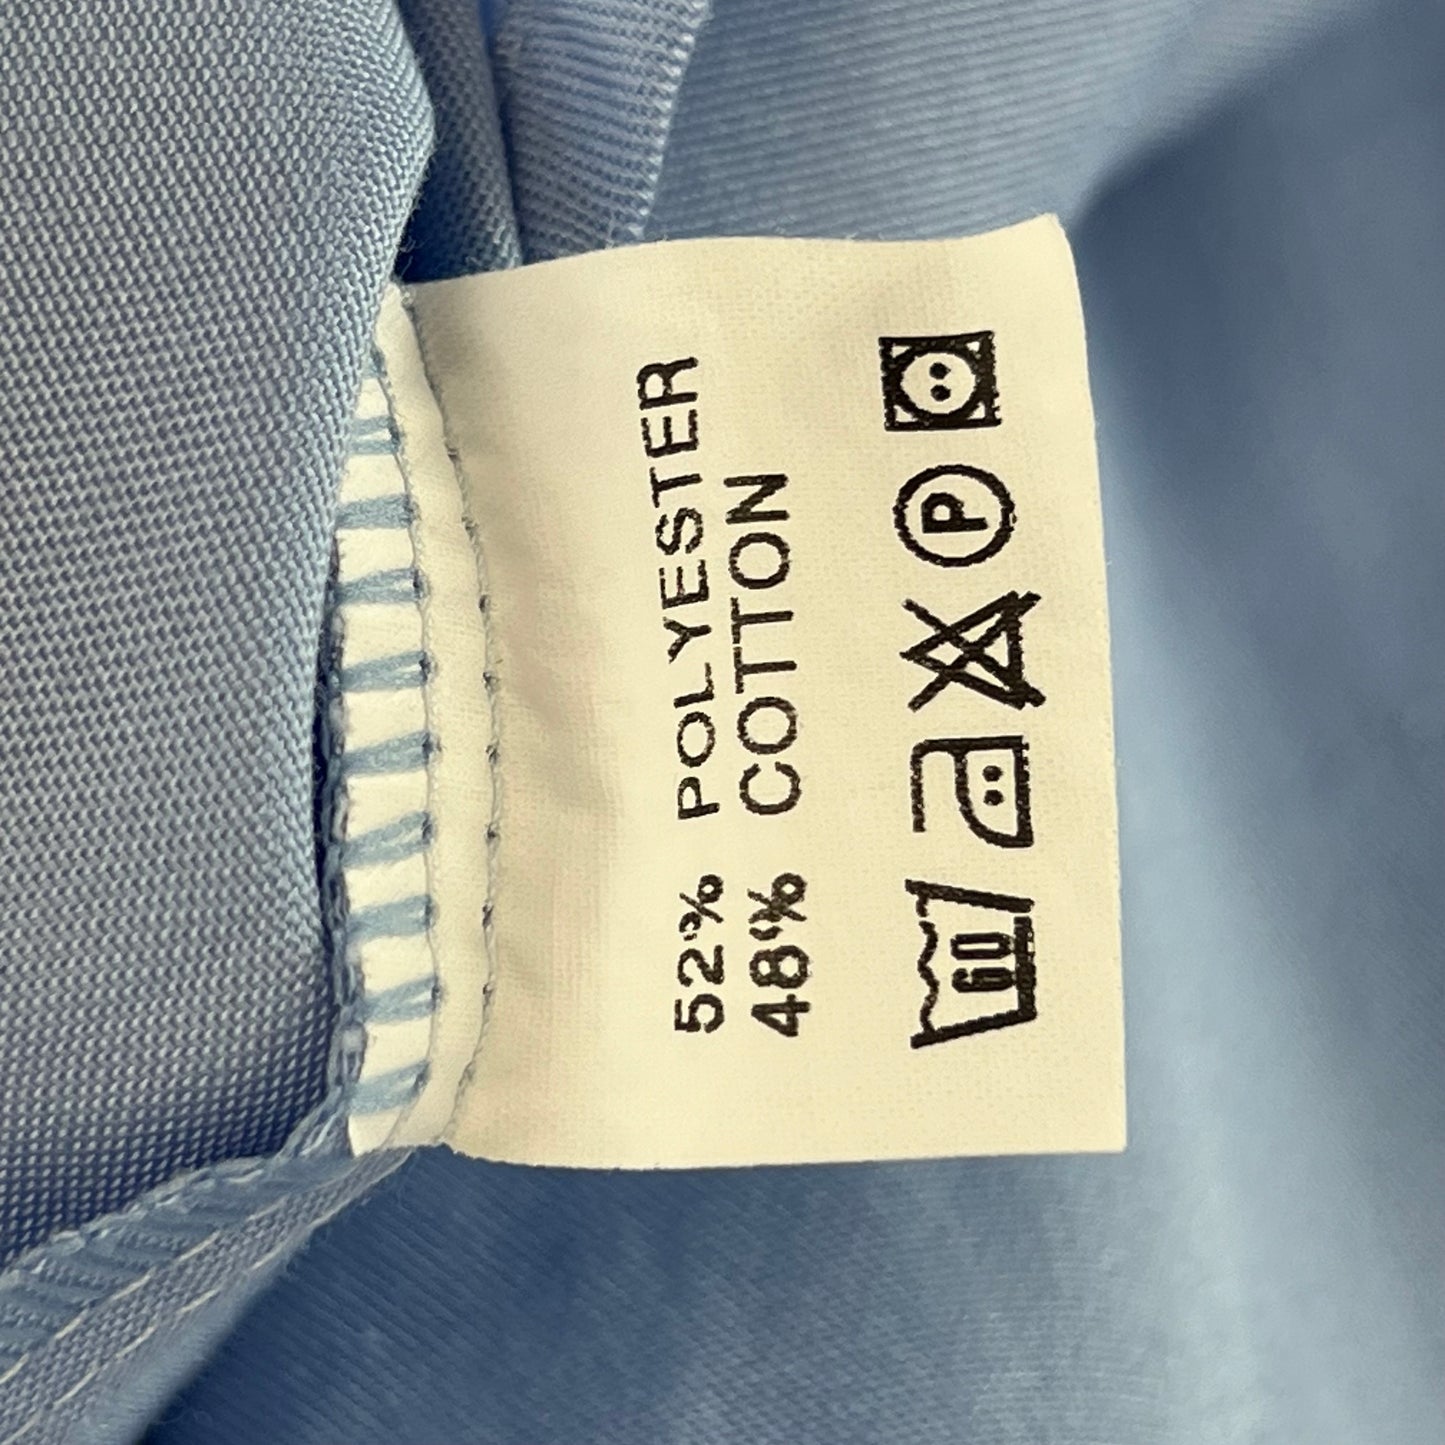 52% POLYESTER
48% COTTON
60 P